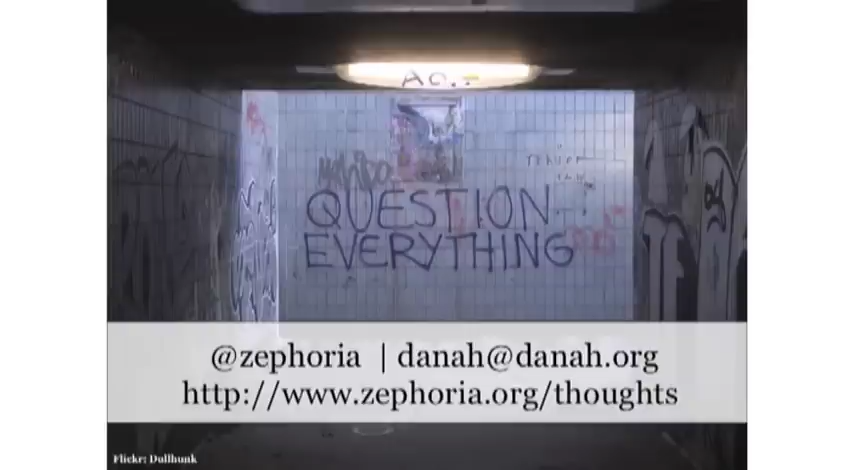 QUESTION
EVERYTHING
@zephoria | danah@danah.org
http://www.zephoria.org/thoughts
Flickr: Dullhunk